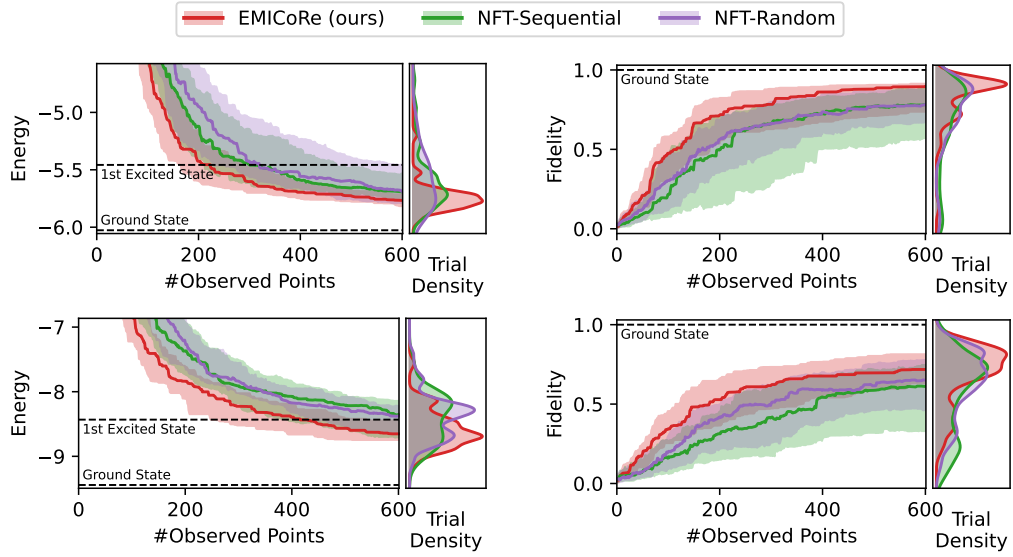 EMICoRe (ours) NFT-Sequential NFT-Random
Energy
−5.0
−5.5
−6.0
1st Excited State
Ground State
0 200 400 600
#Observed Points
Trial
Density
Fidelity
1.0
0.5
0.0
Ground State
0 200 400 600
#Observed Points
Trial
Density
Energy
−7
−8
−9
1st Excited State
Ground State
0 200 400 600
#Observed Points
Trial
Density
Fidelity
1.0
0.5
0.0
Ground State
0 200 400 600
#Observed Points
Trial
Density